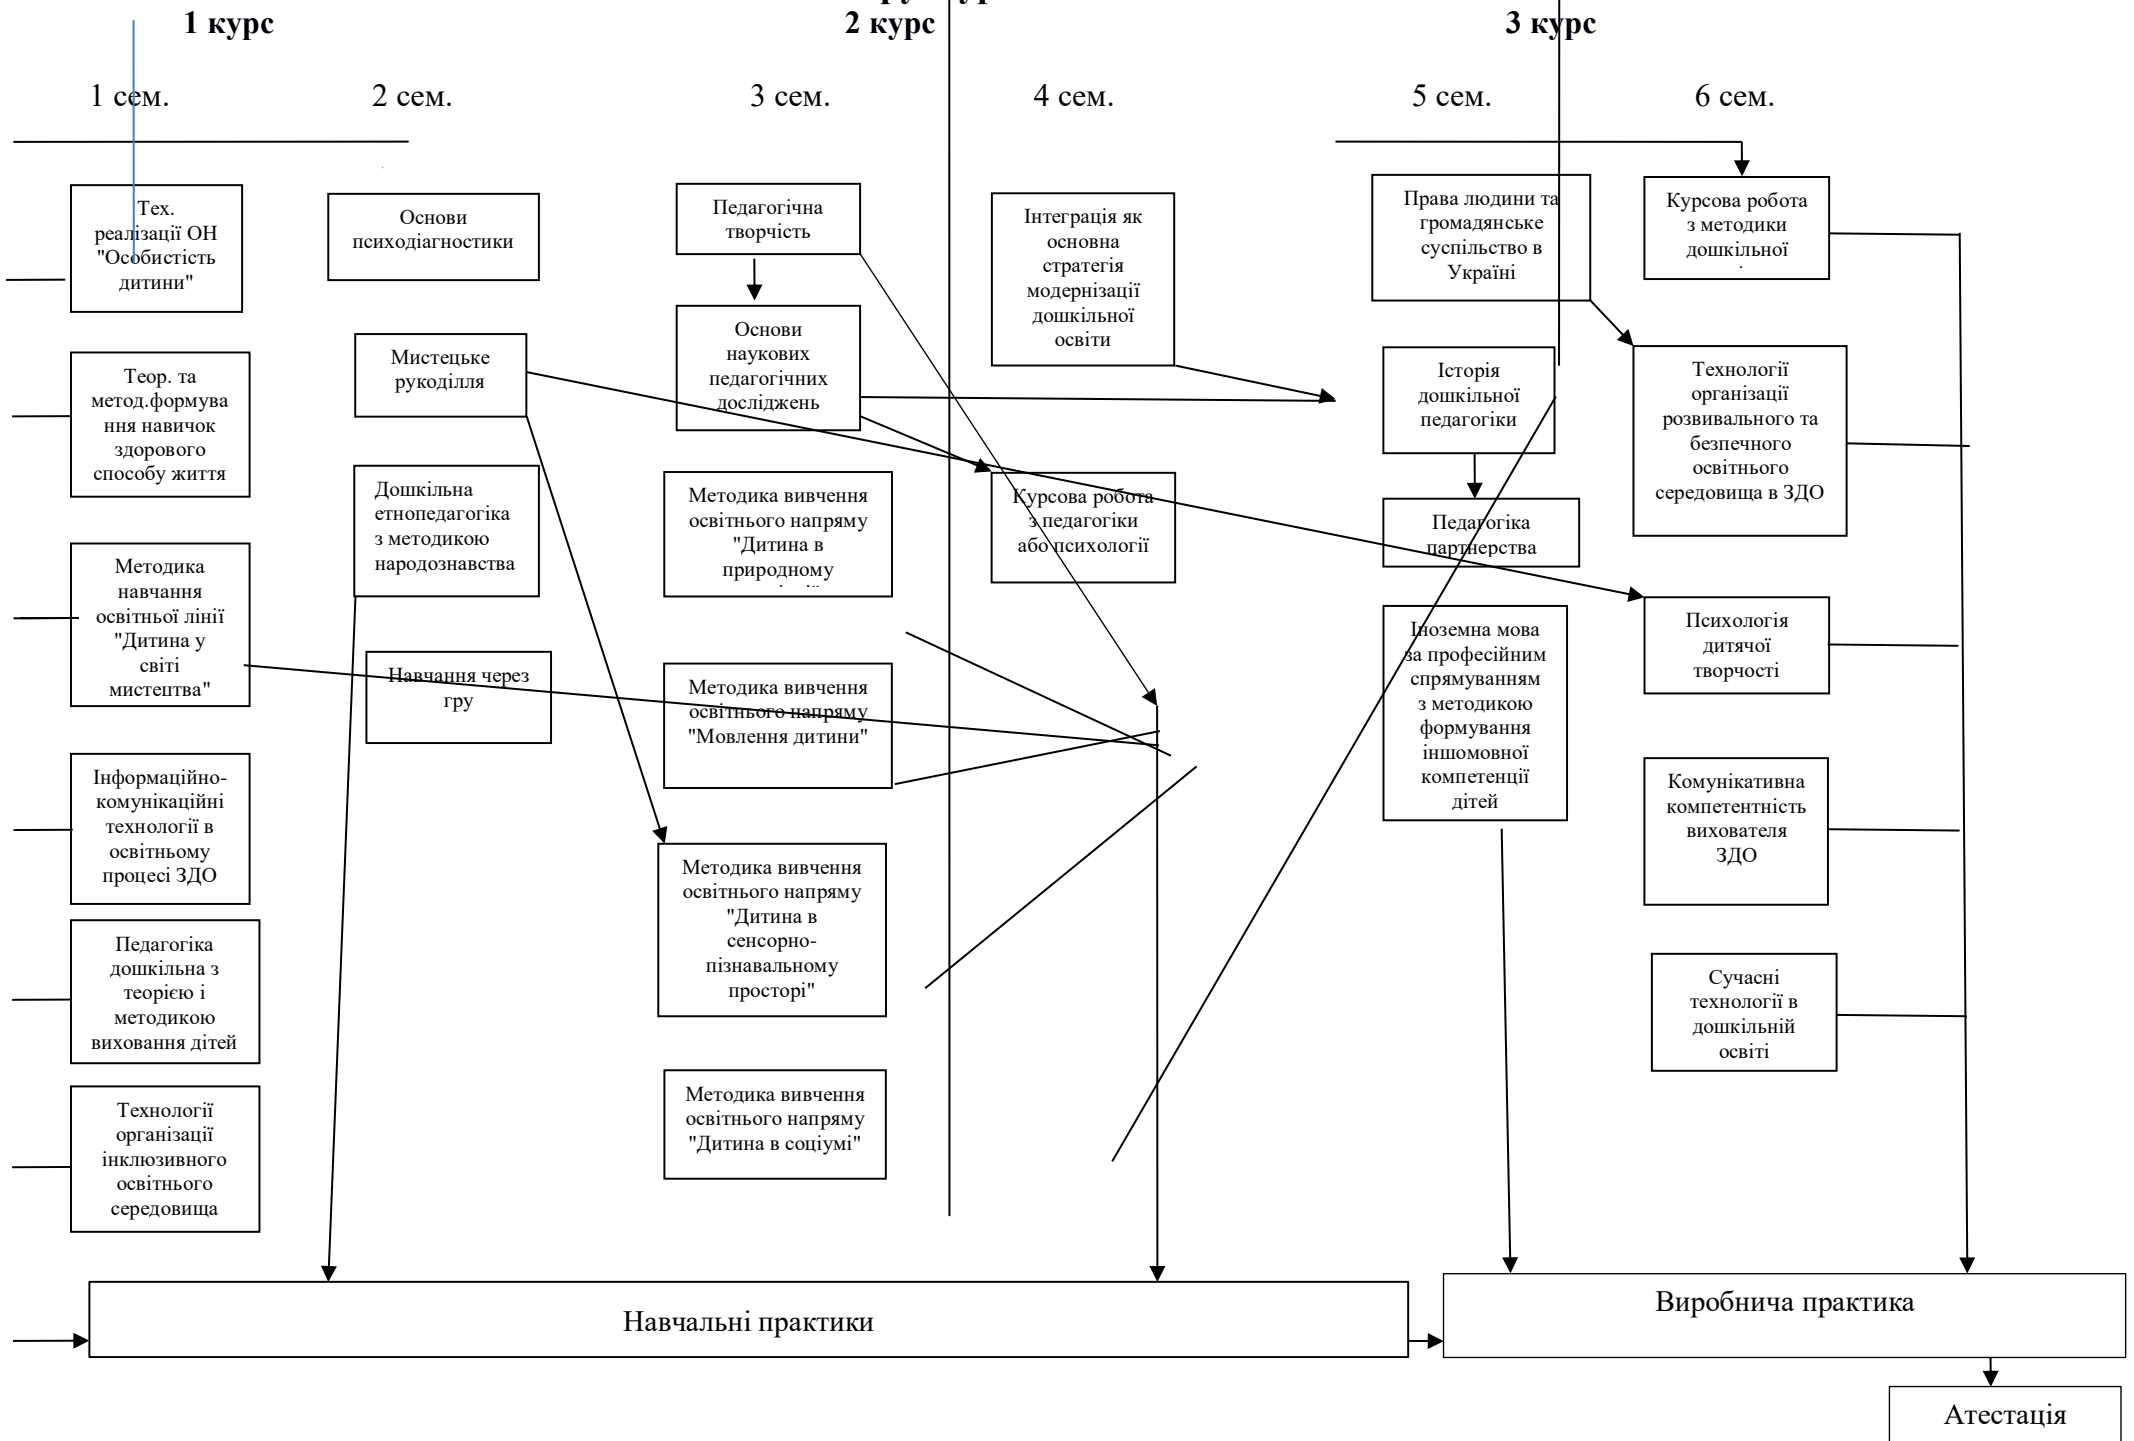 1 курс
2 курс
3 курс
1 сем.
2 сем.
3 сем.
4 сем.
5 сем.
6 сем.
Тех.
реалізації ОН
"Особистість
дитини"
Теор. та
метод.формува
ння навичок
здорового
способу життя
Методика
навчання
освітньої лінії
"Дитина у
світі
мистецтва"
Інформаційно-
комунікаційні
технології в
освітньому
процесі ЗДО
Педагогіка
дошкільна з
теорією і
методикою
виховання дітей
Технології
організації
інклюзивного
освітнього
середовища
Основи
психодіагностики
Мистецьке
рукоділля
Дошкільна
етнопедагогіка
з методикою
народознавства
Навчання через
гру
Педагогічна
творчість
Основи
наукових
педагогічних
досліджень
Методика вивчення
освітнього напряму
"Дитина в
природному
Методика вивчення
освітнього напряму
"Мовлення дитини"
Методика вивчення
освітнього напряму
"Дитина в
сенсорно-
пізнавальному
просторі"
Методика вивчення
освітнього напряму
"Дитина в соціумі"
Інтеграція як
основна
стратегія
модернізації
дошкільної
освіти
Курсова робота
з педагогіки
або психології
Права людини та
громадянське
суспільство в
Україні
Історія
дошкільної
педагогіки
Педагогіка
партнерства
Іноземна мова
за професійним
спрямуванням
з методикою
формування
іншомовної
компетенції
дітей
Курсова робота
з методики
дошкільної
Технології
організації
розвивального та
безпечного
освітнього
середовища в ЗДО
Психологія
дитячої
творчості
Комунікативна
компетентність
вихователя
ЗДО
Сучасні
технології в
дошкільній
освіті
Навчальні практики
Виробнича практика
Атестація